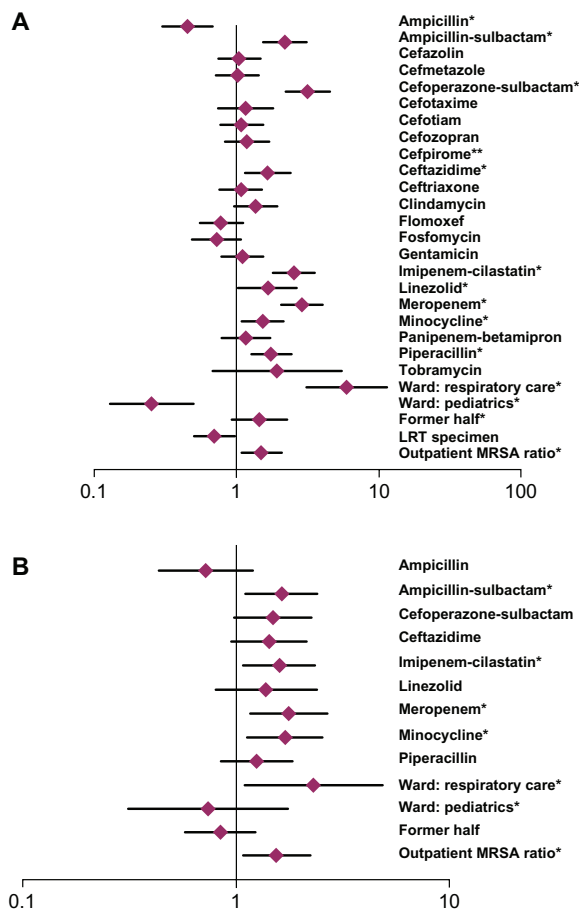 A
Ampicillin*
Ampicillin-sulbactam*
Cefazolin
Cefmetazole
Cefoperazone-sulbactam*
Cefotaxime
Cefotiam
Cefozopran
Cefpirome**
Ceftazidime*
Ceftriaxone
Clindamycin
Flomoxef
Fosfomycin
Gentamicin
Imipenem-cilastatin*
Linezolid*
Meropenem*
Minocycline*
Panipenem-betamipron
Piperacillin*
Tobramycin
Ward: respiratory care*
Ward: pediatrics*
Former half*
LRT specimen
Outpatient MRSA ratio*
0.1 1 10 100
B
Ampicillin
Ampicillin-sulbactam*
Cefoperazone-sulbactam
Ceftazidime
Imipenem-cilastatin*
Linezolid
Meropenem*
Minocycline*
Piperacillin
Ward: respiratory care*
Ward: pediatrics*
Former half
Outpatient MRSA ratio*
0.1 1 10